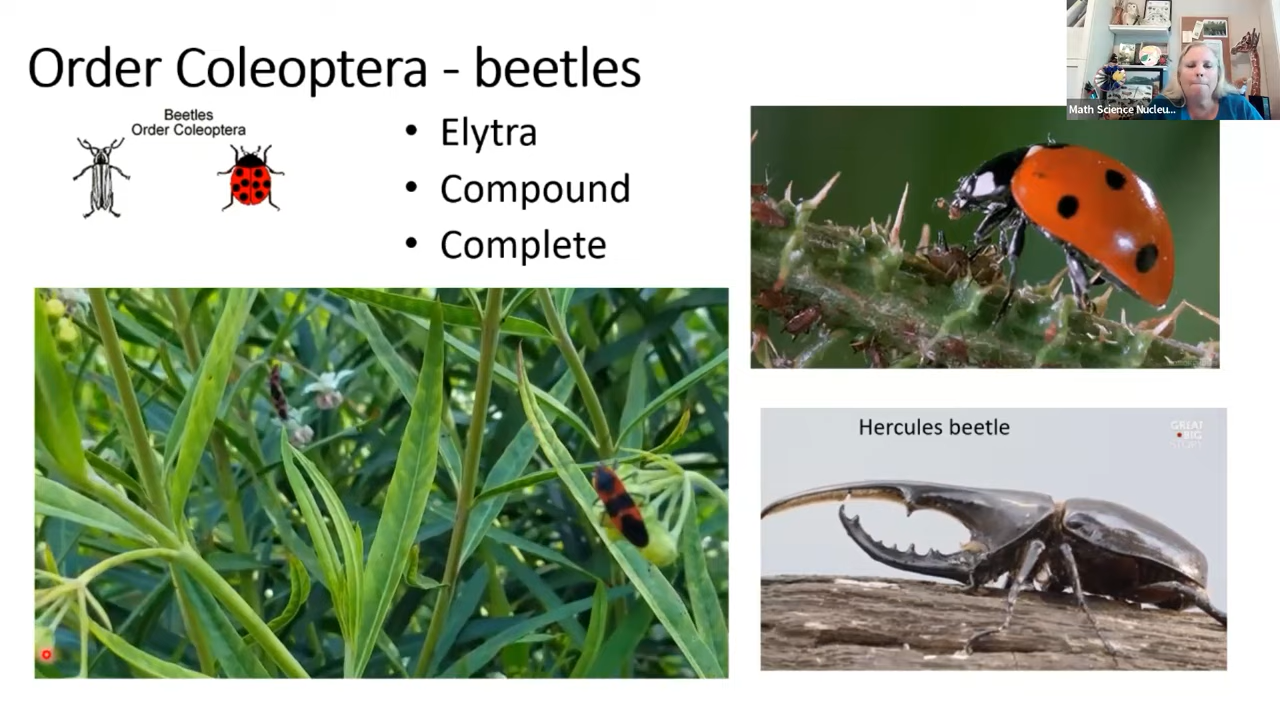 Order Coleoptera - beetles
Beetles
Order Coleoptera
• Elytra
• Compound
• Complete
Math Science Nucleu...
Hercules beetle
GREAT
BIG
STORY